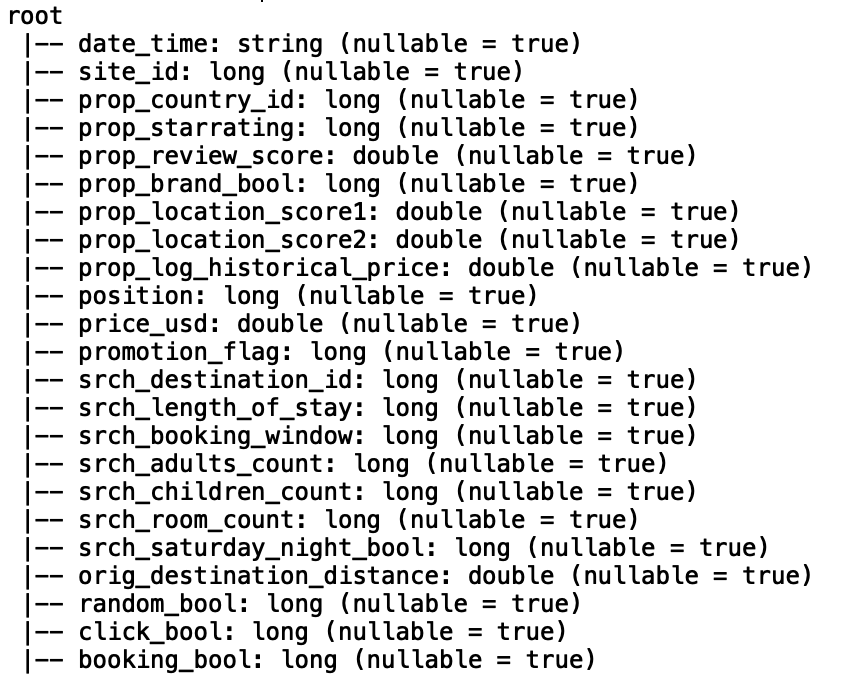 root
 |-- date_time: string (nullable = true)
 |-- site_id: long (nullable = true)
 |-- prop_country_id: long (nullable = true)
 |-- prop_starrating: long (nullable = true)
 |-- prop_review_score: double (nullable = true)
 |-- prop_brand_bool: long (nullable = true)
 |-- prop_location_score1: double (nullable = true)
 |-- prop_location_score2: double (nullable = true)
 |-- prop_log_historical_price: double (nullable = true)
 |-- position: long (nullable = true)
 |-- price_usd: double (nullable = true)
 |-- promotion_flag: long (nullable = true)
 |-- srch_destination_id: long (nullable = true)
 |-- srch_length_of_stay: long (nullable = true)
 |-- srch_booking_window: long (nullable = true)
 |-- srch_adults_count: long (nullable = true)
 |-- srch_children_count: long (nullable = true)
 |-- srch_room_count: long (nullable = true)
 |-- srch_saturday_night_bool: long (nullable = true)
 |-- orig_destination_distance: double (nullable = true)
 |-- random_bool: long (nullable = true)
 |-- click_bool: long (nullable = true)
 |-- booking_bool: long (nullable = true)